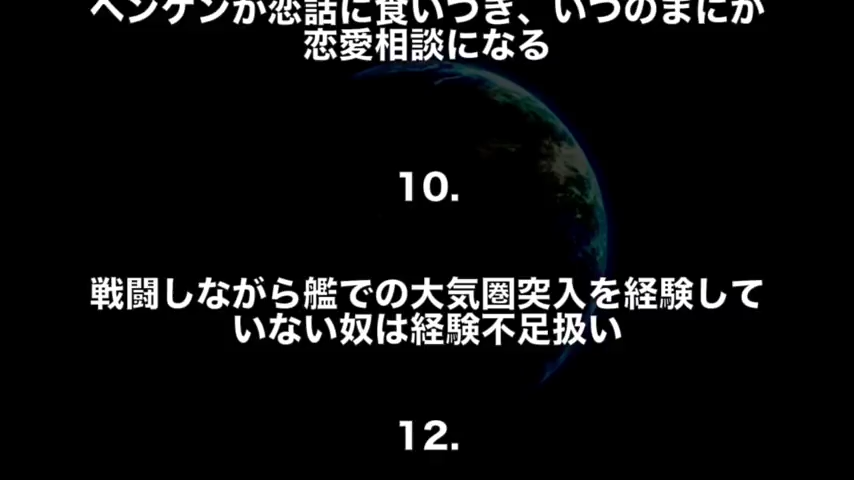 ヘンケンが恋話に食いつき、いつのまにか
恋愛相談になる
10.
戦闘しながら艦での大気圏突入を経験して
いない奴は経験不足扱い
12.